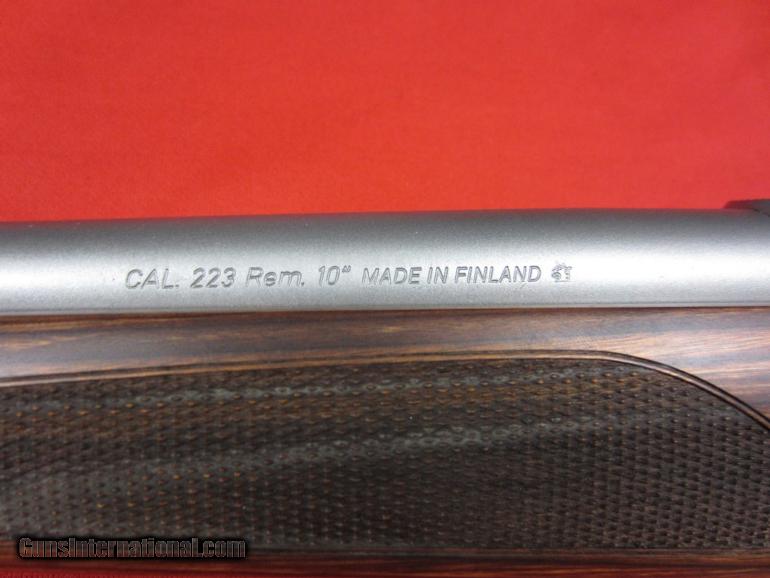 CAL. 223 Rem. 10" MADE IN FINLAND
GunsInternational.com